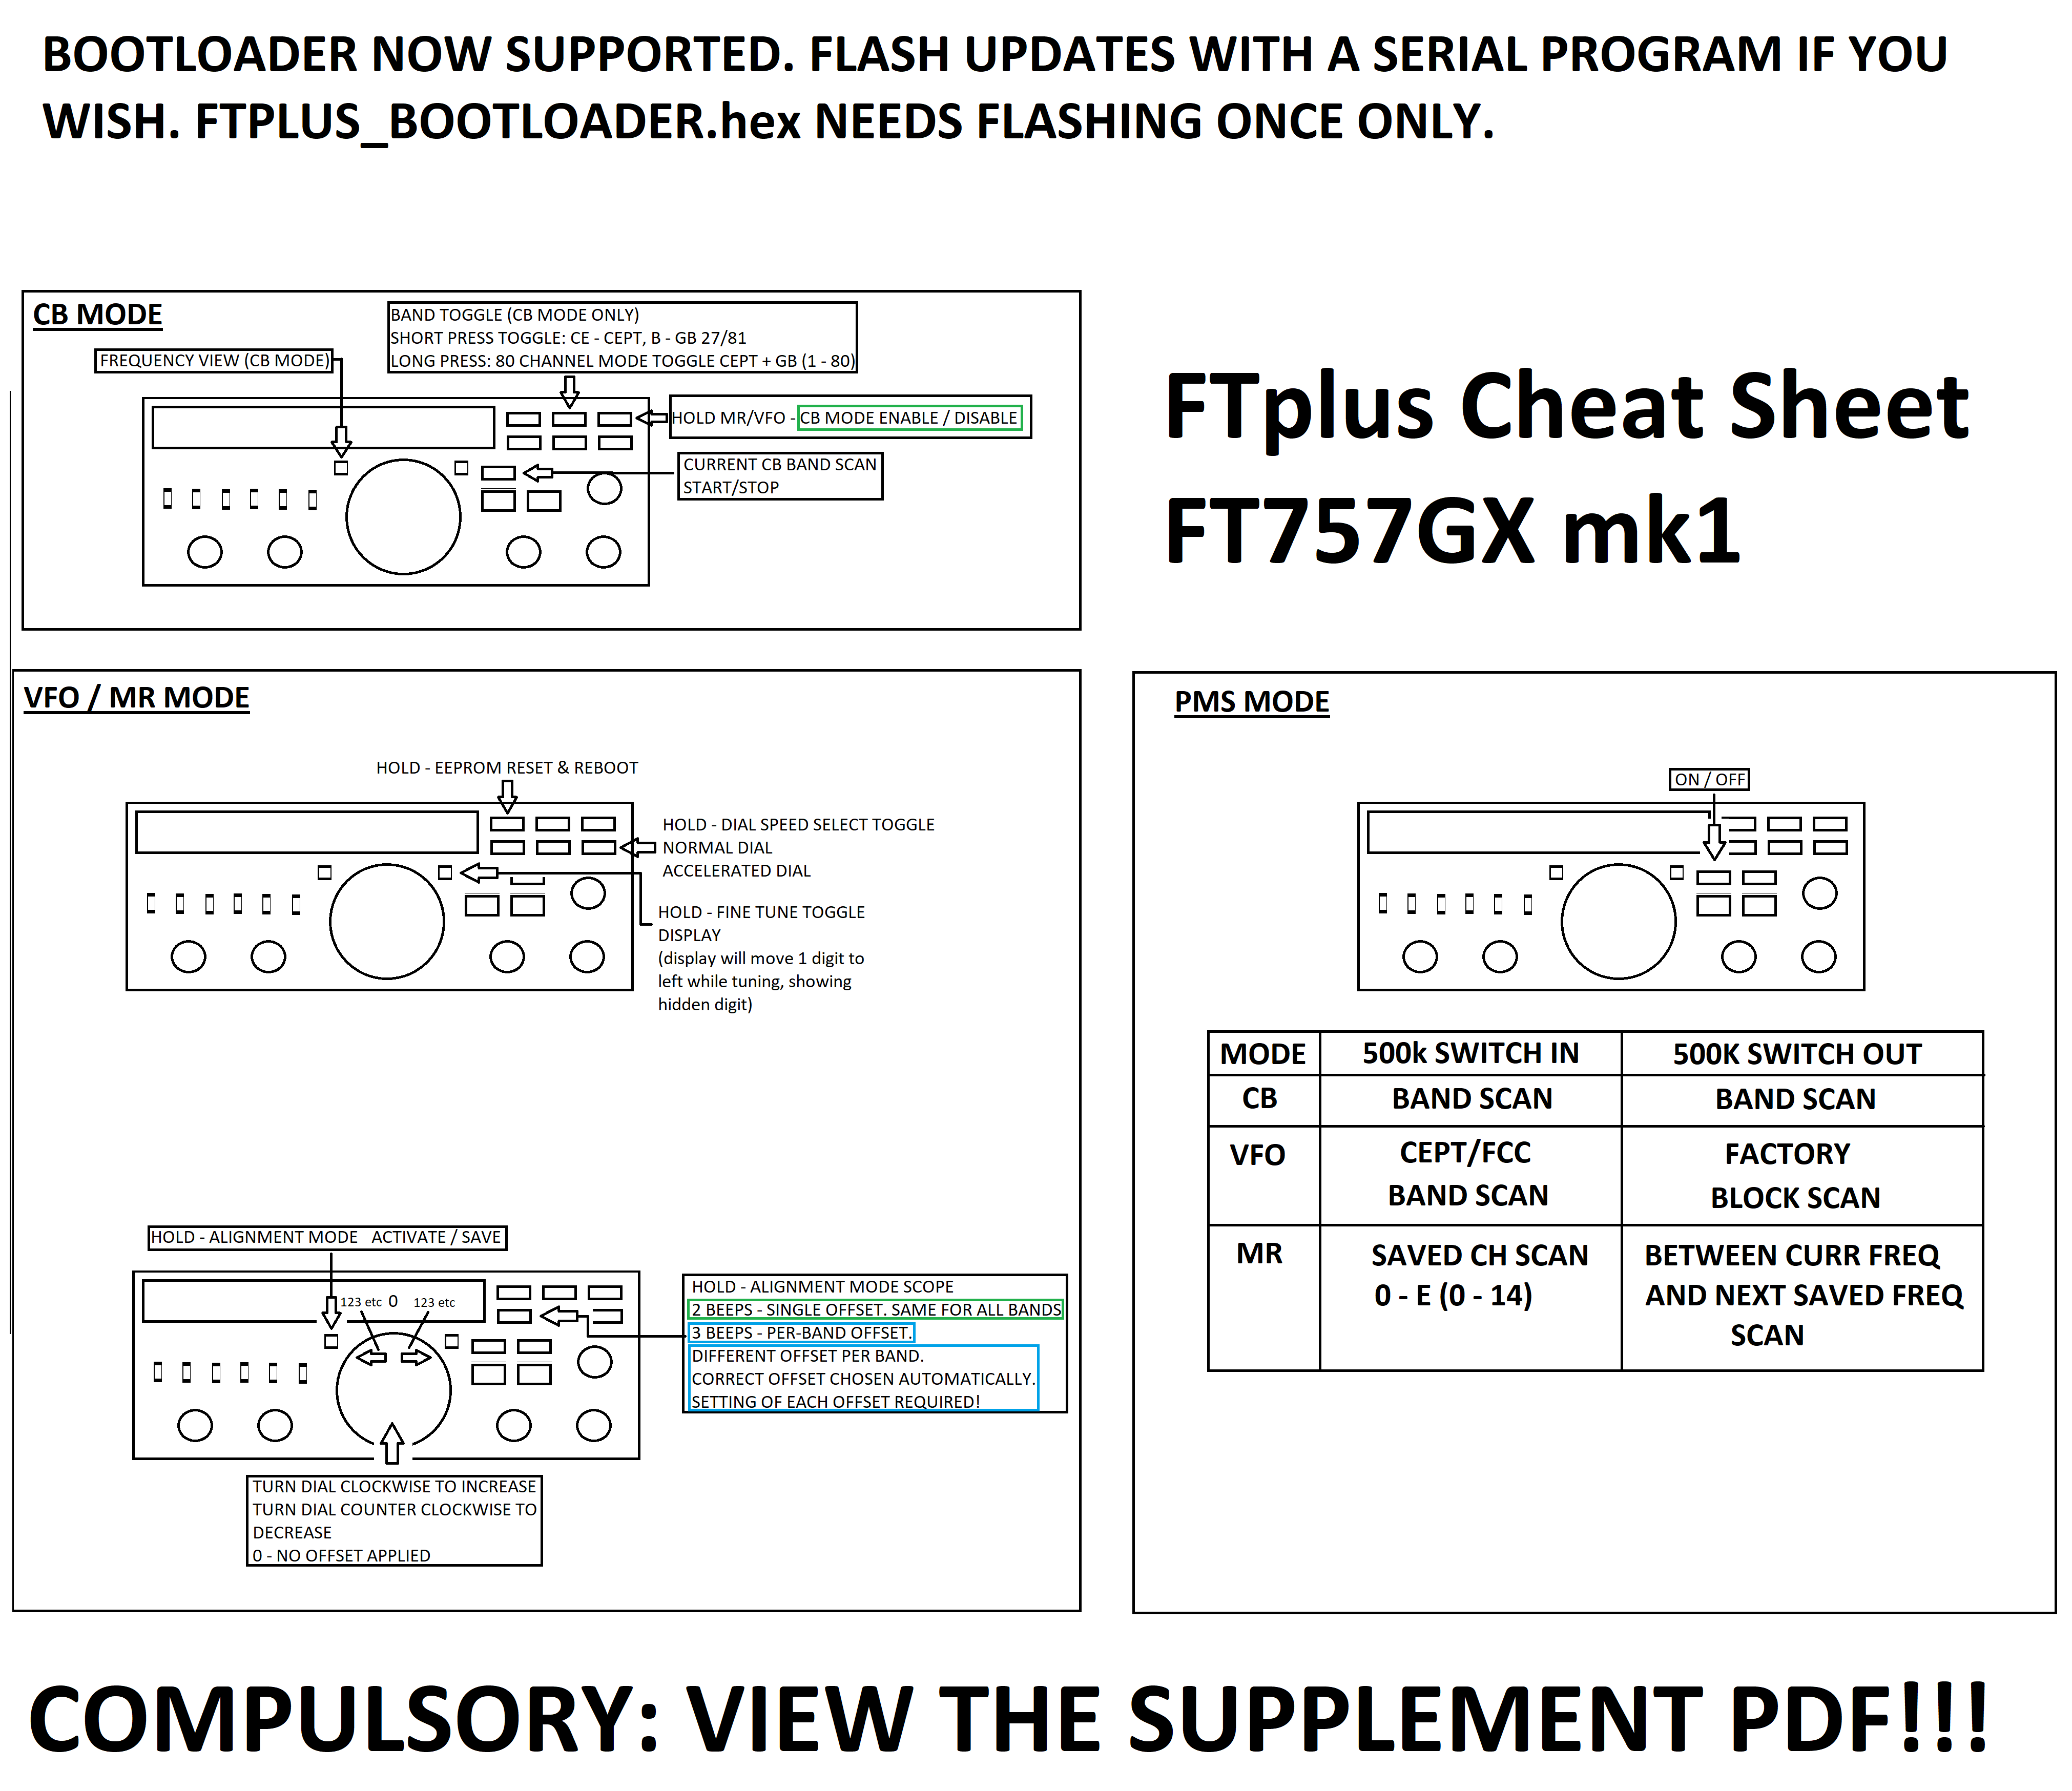 BOOTLOADER NOW SUPPORTED. FLASH UPDATES WITH A SERIAL PROGRAM IF YOU
WISH. FTPLUS_BOOTLOADER.hex NEEDS FLASHING ONCE ONLY.
CB MODE
BAND TOGGLE (CB MODE ONLY)
SHORT PRESS TOGGLE: CE - CEPT, B - GB 27/81
LONG PRESS: 80 CHANNEL MODE TOGGLE CEPT + GB (1 - 80)
FREQUENCY VIEW (CB MODE)
HOLD MR/VFO - CB MODE ENABLE / DISABLE
CURRENT CB BAND SCAN
START/STOP
FTplus Cheat Sheet
FT757GX mk1
VFO / MR MODE
HOLD - EEPROM RESET & REBOOT
HOLD - DIAL SPEED SELECT TOGGLE
NORMAL DIAL
ACCELERATED DIAL
HOLD - FINE TUNE TOGGLE
DISPLAY
(display will move 1 digit to
left while tuning, showing
hidden digit)
HOLD - ALIGNMENT MODE ACTIVATE / SAVE
123 etc 0 123 etc
HOLD - ALIGNMENT MODE SCOPE
2 BEEPS - SINGLE OFFSET. SAME FOR ALL BANDS
3 BEEPS - PER-BAND OFFSET.
DIFFERENT OFFSET PER BAND.
CORRECT OFFSET CHOSEN AUTOMATICALLY.
SETTING OF EACH OFFSET REQUIRED!
TURN DIAL CLOCKWISE TO INCREASE
TURN DIAL COUNTER CLOCKWISE TO
DECREASE
0 - NO OFFSET APPLIED
PMS MODE
ON / OFF
MODE 500k SWITCH IN 500K SWITCH OUT
CB BAND SCAN BAND SCAN
VFO CEPT/FCC FACTORY
BAND SCAN BLOCK SCAN
MR SAVED CH SCAN BETWEEN CURR FREQ
0 - E (0 - 14) AND NEXT SAVED FREQ
SCAN
COMPULSORY: VIEW THE SUPPLEMENT PDF!!!